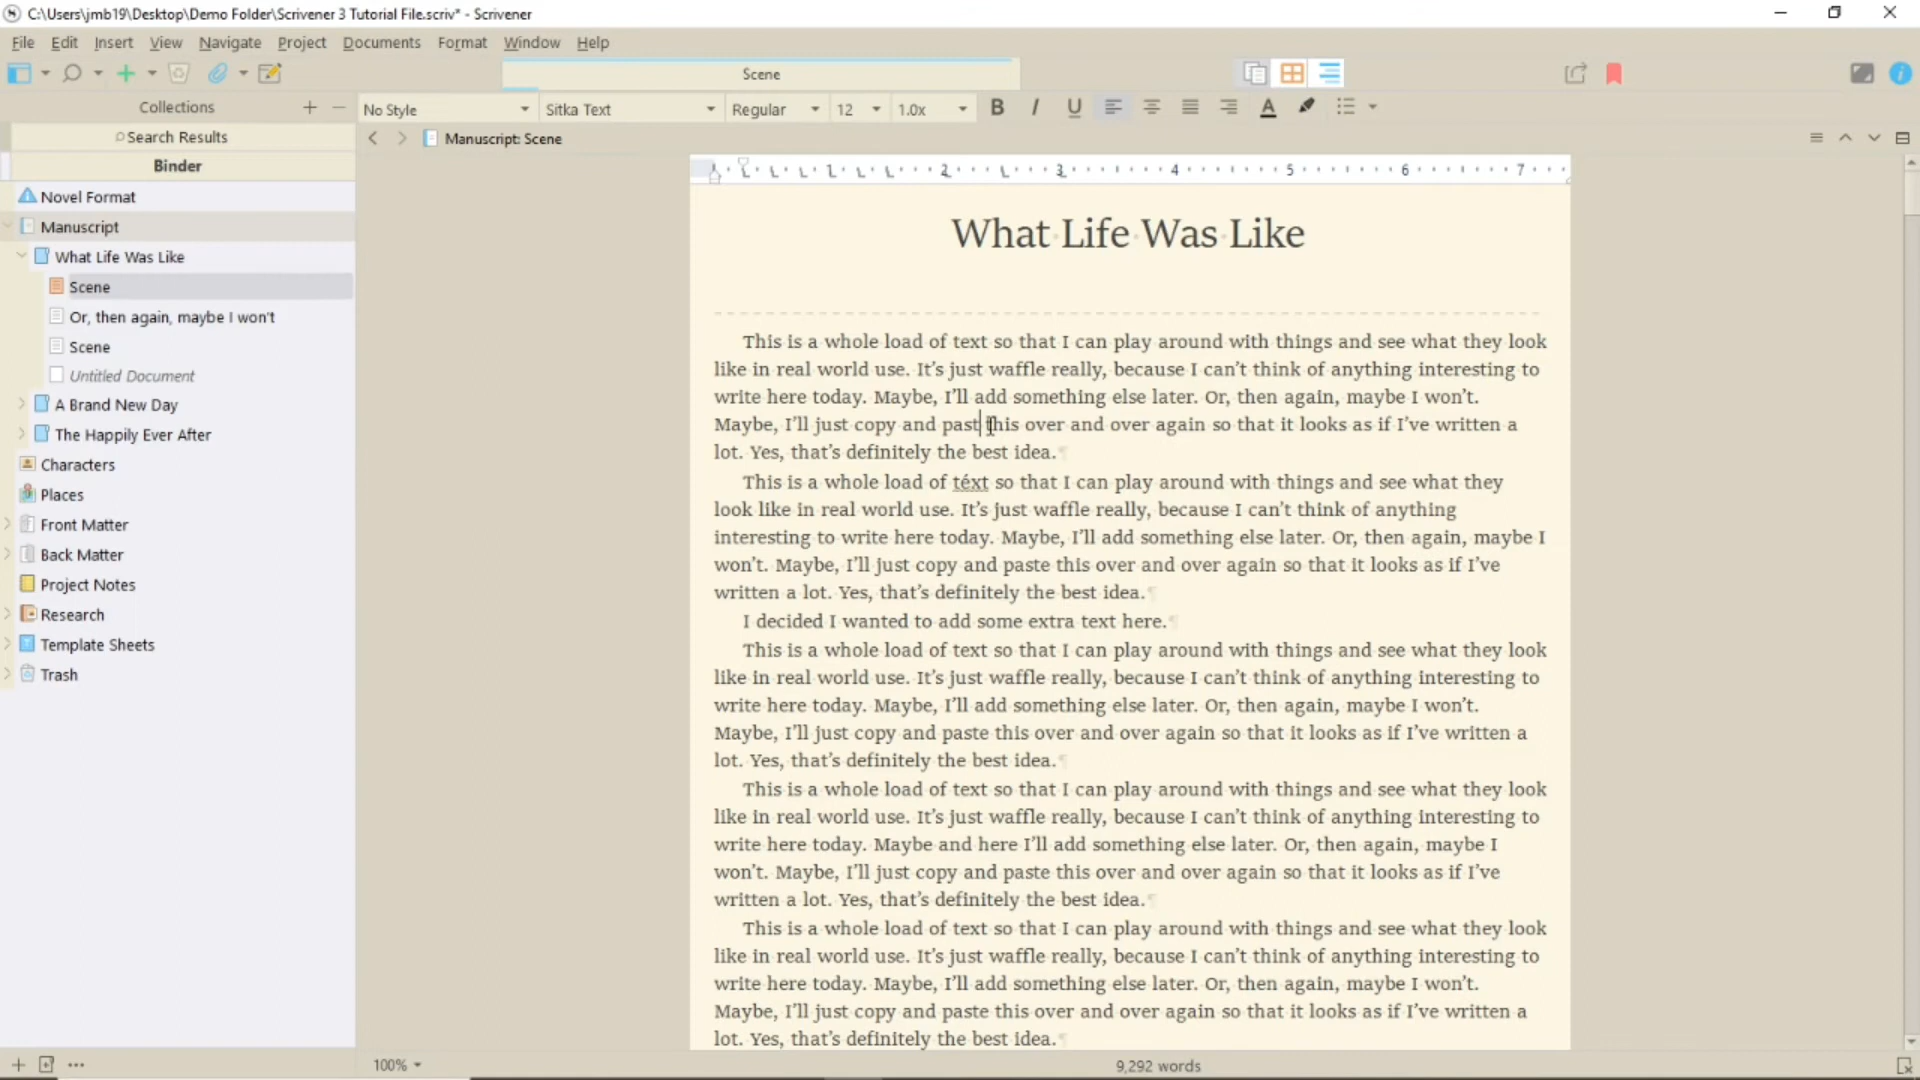 C:\Users\jmb19\Desktop\Demo Folder\Scrivener 3 Tutorial File.scriv* - Scrivener
File Edit Insert View Navigate Project Documents Format Window Help
Scene
Collections
No Style Sitka Text Regular 12 1.0x B I U A
Search Results
Manuscript: Scene
Binder
1 2 3 4 5 6 7
Novel Format
Manuscript
What Life Was Like
Scene
Or, then again, maybe I won't
Scene
Untitled Document
A Brand New Day
The Happily Ever After
Characters
Places
Front Matter
Back Matter
Project Notes
Research
Template Sheets
Trash
What Life Was Like
This is a whole load of text so that I can play around with things and see what they look
like in real world use. It’s just waffle really, because I can’t think of anything interesting to
write here today. Maybe, I’ll add something else later. Or, then again, maybe I won’t.
Maybe, I’ll just copy and past this over and over again so that it looks as if I’ve written a
lot. Yes, that’s definitely the best idea.¶
This is a whole load of téxt so that I can play around with things and see what they
look like in real world use. It’s just waffle really, because I can’t think of anything
interesting to write here today. Maybe, I’ll add something else later. Or, then again, maybe I
won’t. Maybe, I’ll just copy and paste this over and over again so that it looks as if I’ve
written a lot. Yes, that’s definitely the best idea.¶
I decided I wanted to add some extra text here.¶
This is a whole load of text so that I can play around with things and see what they look
like in real world use. It’s just waffle really, because I can’t think of anything interesting to
write here today. Maybe, I’ll add something else later. Or, then again, maybe I won’t.
Maybe, I’ll just copy and paste this over and over again so that it looks as if I’ve written a
lot. Yes, that’s definitely the best idea.¶
This is a whole load of text so that I can play around with things and see what they look
like in real world use. It’s just waffle really, because I can’t think of anything interesting to
write here today. Maybe and here I’ll add something else later. Or, then again, maybe I
won’t. Maybe, I’ll just copy and paste this over and over again so that it looks as if I’ve
written a lot. Yes, that’s definitely the best idea.¶
This is a whole load of text so that I can play around with things and see what they look
like in real world use. It’s just waffle really, because I can’t think of anything interesting to
write here today. Maybe, I’ll add something else later. Or, then again, maybe I won’t.
Maybe, I’ll just copy and paste this over and over again so that it looks as if I’ve written a
lot. Yes, that’s definitely the best idea.¶
100% 9,292 words